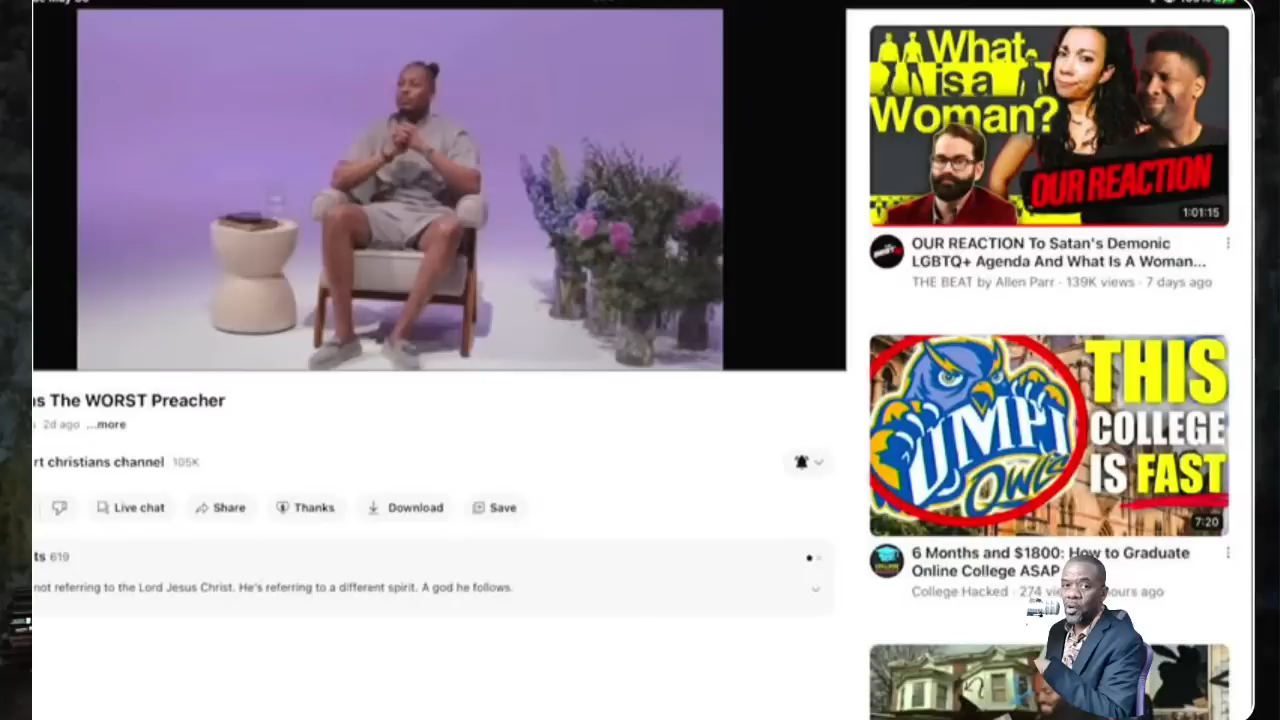 The WORST Preacher
2d ago ...more
christians channel 105K
Live chat
Share
Thanks
Download
Save
619
not referring to the Lord Jesus Christ. He's referring to a different spirit. A god he follows.
What
is a
Woman?
OUR REACTION
1:01:15
OUR REACTION To Satan's Demonic
LGBTQ+ Agenda And What Is A Woman...
THE BEAT by Allen Parr · 139K views · 7 days ago
UMPI
Owls
THIS
COLLEGE
IS FAST
7:20
6 Months and $1800: How to Graduate
Online College ASAP
College Hacked · 274 ago